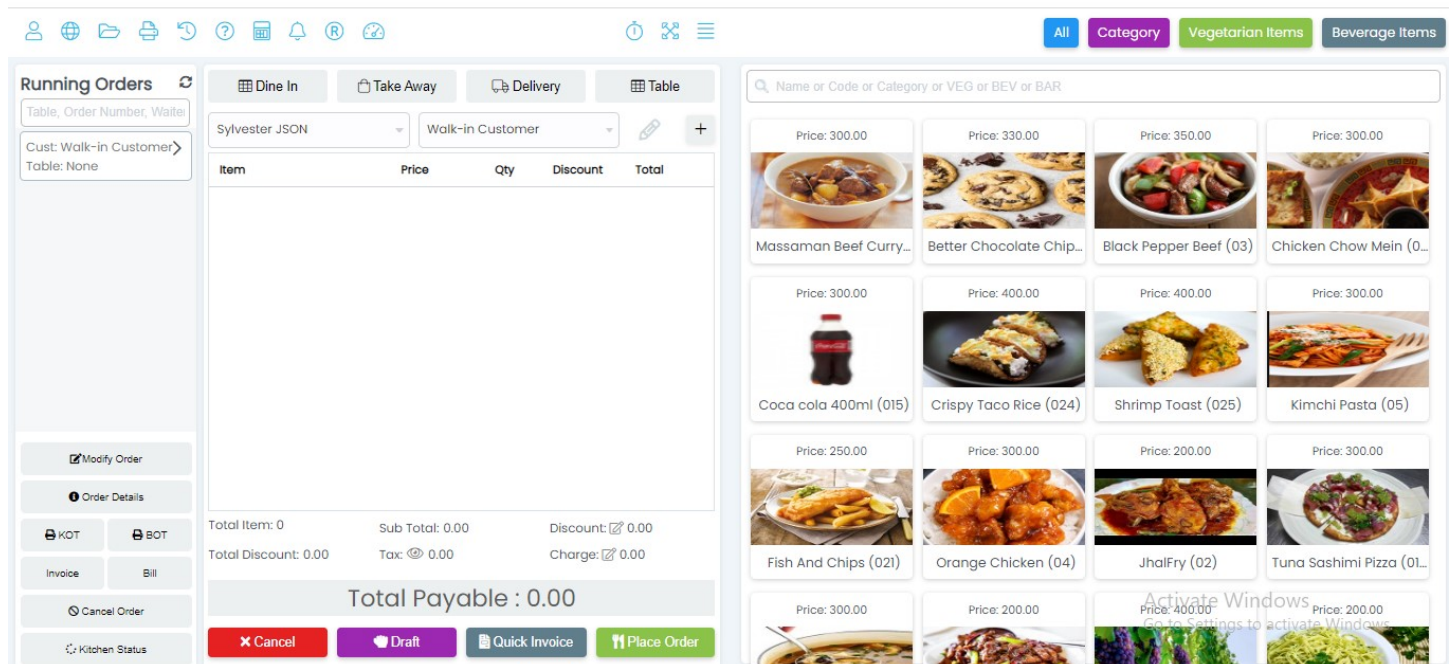 All
Category
Vegetarian Items
Beverage Items
Running Orders
Table, Order Number, Waite
Cust: Walk-in Customer
Table: None
Modify Order
Order Details
KOT
BOT
Invoice
Bill
Cancel Order
Kitchen Status
Dine In
Take Away
Delivery
Table
Sylvester JSON
Walk-in Customer
+
Item Price Qty Discount Total
Total Item: 0
Sub Total: 0.00
Discount: 0.00
Total Discount: 0.00
Tax: 0.00
Charge: 0.00
Total Payable : 0.00
Cancel
Draft
Quick Invoice
Place Order
Name or Code or Category or VEG or BEV or BAR
Price: 300.00
Massaman Beef Curry...
Price: 330.00
Better Chocolate Chip...
Price: 350.00
Black Pepper Beef (03)
Price: 300.00
Chicken Chow Mein (0...
Price: 300.00
Coca cola 400ml (015)
Price: 400.00
Crispy Taco Rice (024)
Price: 400.00
Shrimp Toast (025)
Price: 300.00
Kimchi Pasta (05)
Price: 250.00
Fish And Chips (021)
Price: 300.00
Orange Chicken (04)
Price: 200.00
JhalFry (02)
Price: 300.00
Tuna Sashimi Pizza (01...
Price: 300.00
Price: 200.00
Price: 400.00
Price: 200.00
Activate Windows
Go to Settings to activate Windows.